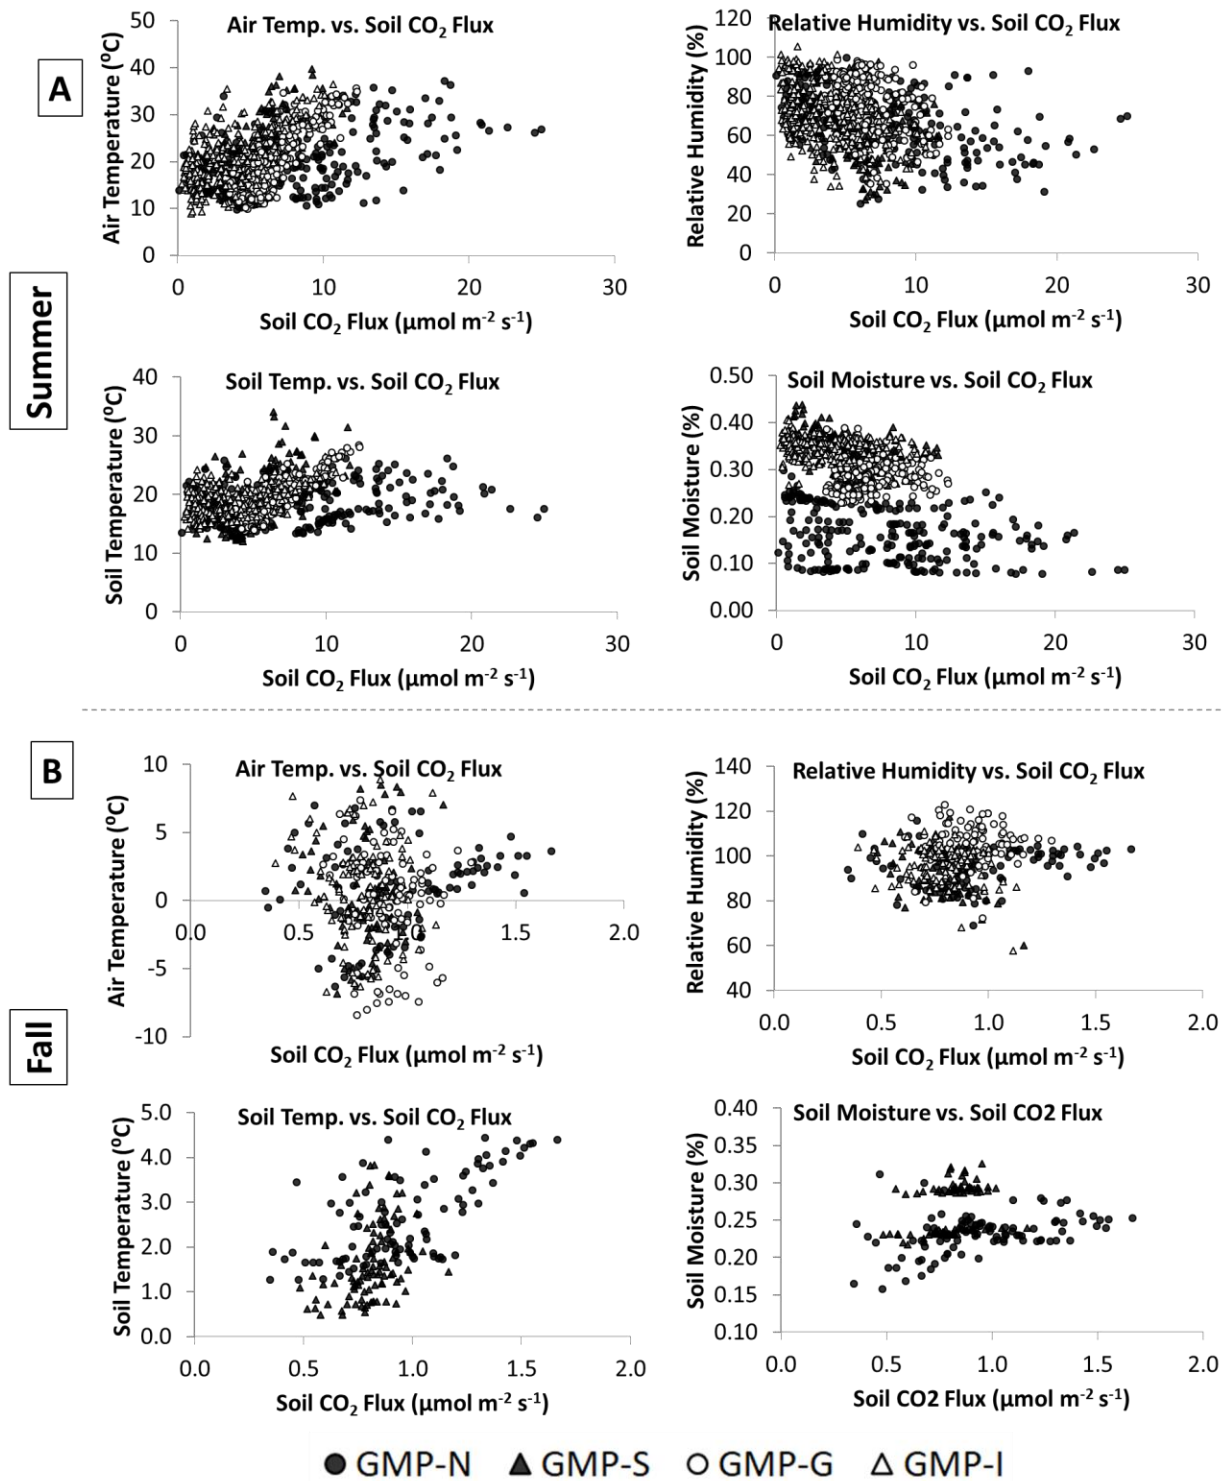 A
Summer
Air Temp. vs. Soil CO₂ Flux
Air Temperature (⁰C)
50
40
30
20
10
0
0 10 20 30
Soil CO₂ Flux (µmol m⁻² s⁻¹)
Relative Humidity vs. Soil CO₂ Flux
Relative Humidity (%)
120
100
80
60
40
20
0
0 10 20 30
Soil CO₂ Flux (µmol m⁻² s⁻¹)
Soil Temp. vs. Soil CO₂ Flux
Soil Temperature (⁰C)
40
30
20
10
0
0 10 20 30
Soil CO₂ Flux (µmol m⁻² s⁻¹)
Soil Moisture vs. Soil CO₂ Flux
Soil Moisture (%)
0.50
0.40
0.30
0.20
0.10
0.00
0 10 20 30
Soil CO₂ Flux (µmol m⁻² s⁻¹)
B
Fall
Air Temp. vs. Soil CO₂ Flux
Air Temperature (⁰C)
10
5
0
-5
-10
0.0 0.5 1.0 1.5 2.0
Soil CO₂ Flux (µmol m⁻² s⁻¹)
Relative Humidity vs. Soil CO₂ Flux
Relative Humidity (%)
140
120
100
80
60
40
0.0 0.5 1.0 1.5 2.0
Soil CO₂ Flux (µmol m⁻² s⁻¹)
Soil Temp. vs. Soil CO₂ Flux
Soil Temperature (⁰C)
5.0
4.0
3.0
2.0
1.0
0.0
0.0 0.5 1.0 1.5 2.0
Soil CO₂ Flux (µmol m⁻² s⁻¹)
Soil Moisture vs. Soil CO2 Flux
Soil Moisture (%)
0.40
0.35
0.30
0.25
0.20
0.15
0.10
0.0 0.5 1.0 1.5 2.0
Soil CO2 Flux (µmol m⁻² s⁻¹)
GMP-N GMP-S GMP-G GMP-I